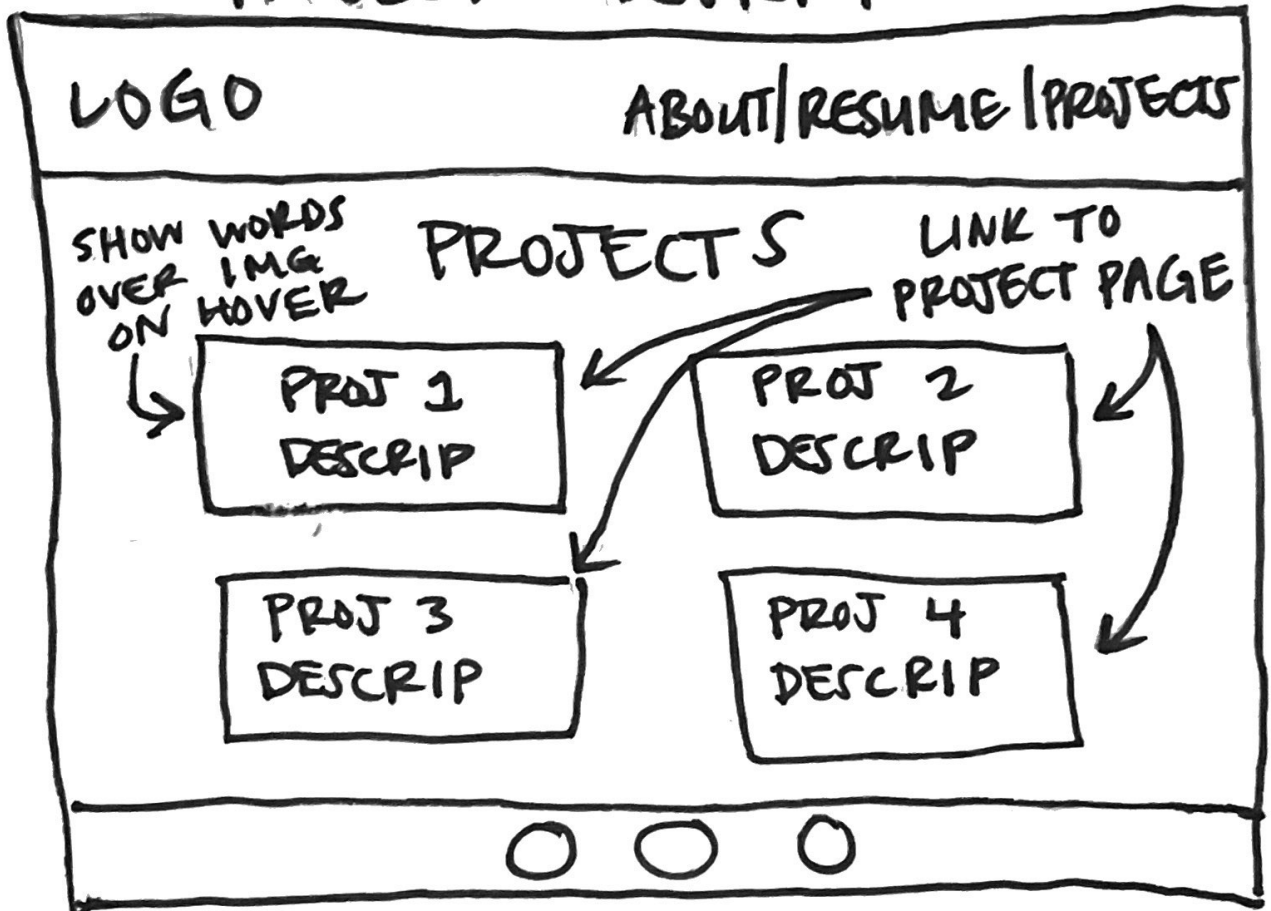 LOGO
ABOUT/RESUME/PROJECTS
SHOW WORDS
OVER IMG
ON HOVER
PROJECTS
LINK TO
PROJECT PAGE
PROJ 1
DESCRIP
PROJ 2
DESCRIP
PROJ 3
DESCRIP
PROJ 4
DESCRIP